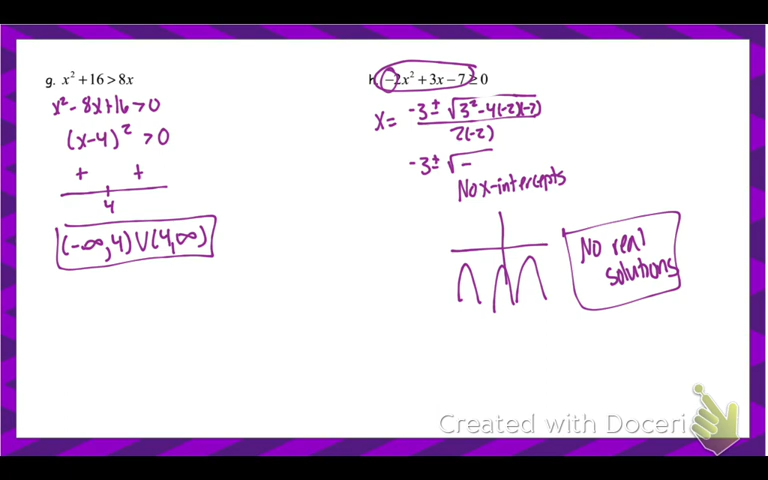 g. x² + 16 > 8x
x² - 8x + 16 > 0
(x-4)² > 0
+ +
4
(-∞, 4) ∪ (4, ∞)
h. -2x² + 3x - 7 ≥ 0
x = -3 ± √3² - 4(-2)(-7)
2(-2)
-3 ± √-
No x-intercepts
No real
solutions
Created with Doceri